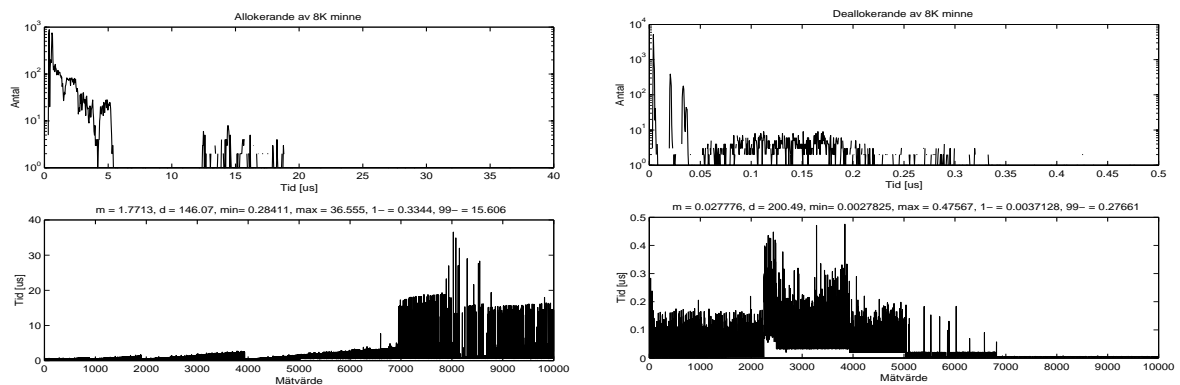 Allokerande av 8K minne
10³
10²
10¹
10⁰
Antal
0 5 10 15 20 25 30 35 40
Tid [us]
m = 1.7713, d = 146.07, min= 0.28411, max = 36.555, 1− = 0.3344, 99− = 15.606
40
30
20
10
0
Tid [us]
0 1000 2000 3000 4000 5000 6000 7000 8000 9000 10000
Mätvärde
Deallokerande av 8K minne
10⁴
10³
10²
10¹
10⁰
Antal
0 0.05 0.1 0.15 0.2 0.25 0.3 0.35 0.4 0.45 0.5
Tid [us]
m = 0.027776, d = 200.49, min= 0.0027825, max = 0.47567, 1− = 0.0037128, 99− = 0.27661
0.5
0.4
0.3
0.2
0.1
0
Tid [us]
0 1000 2000 3000 4000 5000 6000 7000 8000 9000 10000
Mätvärde